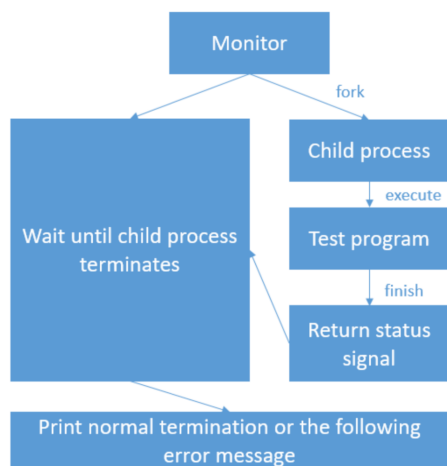 Monitor
fork
Child process
execute
Wait until child process
terminates
Test program
finish
Return status
signal
Print normal termination or the following
error message